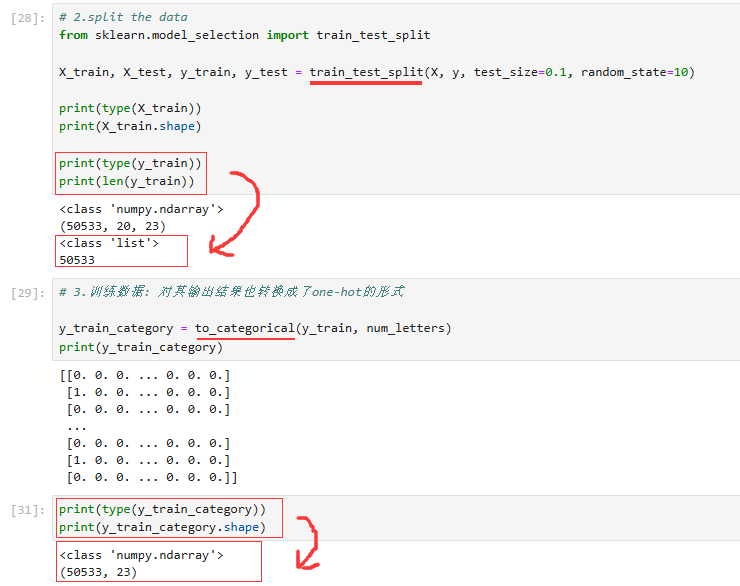 [28]:
# 2.split the data
from sklearn.model_selection import train_test_split
X_train, X_test, y_train, y_test = train_test_split(X, y, test_size=0.1, random_state=10)
print(type(X_train))
print(X_train.shape)
print(type(y_train))
print(len(y_train))
<class 'numpy.ndarray'>
(50533, 20, 23)
<class 'list'>
50533
[29]:
# 3.训练数据: 对其输出结果也转换成了one-hot的形式
y_train_category = to_categorical(y_train, num_letters)
print(y_train_category)
[[0. 0. 0. ... 0. 0. 0.]
[1. 0. 0. ... 0. 0. 0.]
[0. 0. 0. ... 0. 0. 0.]
...
[0. 0. 0. ... 0. 0. 0.]
[1. 0. 0. ... 0. 0. 0.]
[0. 0. 0. ... 0. 0. 0.]]
[31]:
print(type(y_train_category))
print(y_train_category.shape)
<class 'numpy.ndarray'>
(50533, 23)